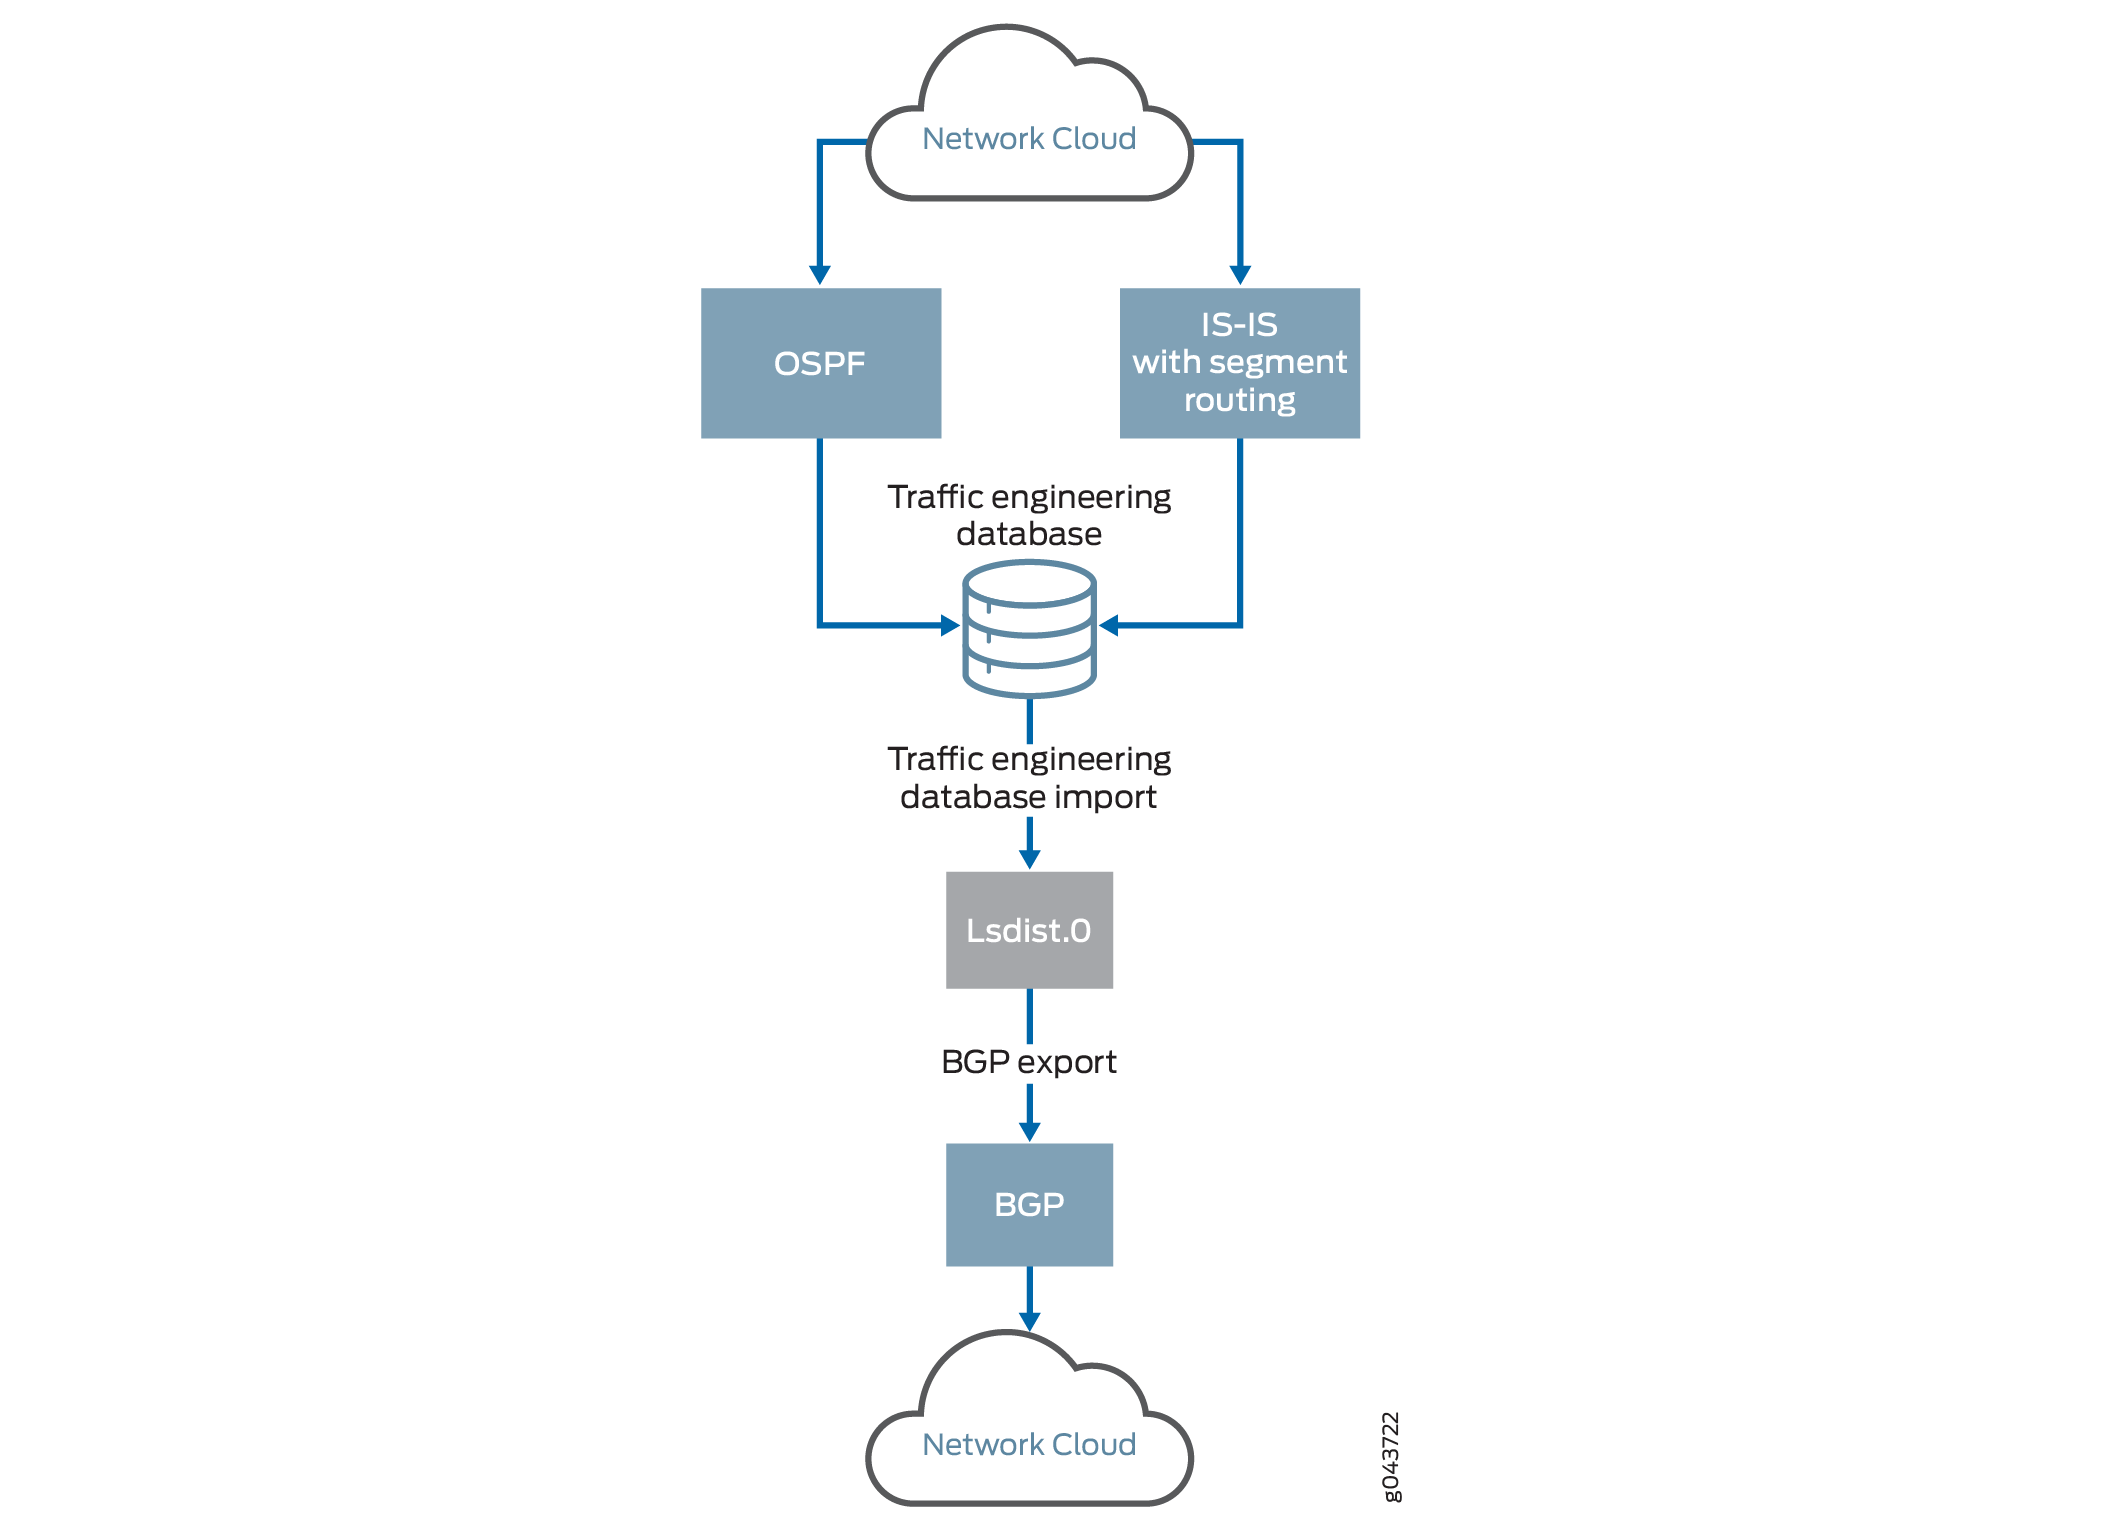 Network Cloud
OSPF
IS-IS
with segment
routing
Traffic engineering
database
Traffic engineering
database import
Lsdist.0
BGP export
BGP
Network Cloud
g043722